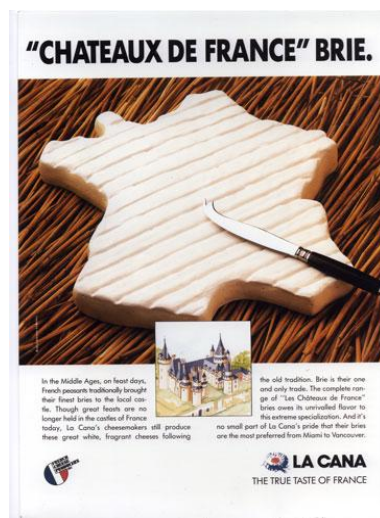 “CHATEAUX DE FRANCE” BRIE.
In the Middle Ages, on feast days,
French peasants traditionally brought
their finest bries to the local cas-
tle. Though great feasts are no
longer held in the castles of France
today, La Cana's cheesemakers still produce
these great white, fragrant cheeses following
the old tradition. Brie is their one
and only trade. The complete ran-
ge of "Les Châteaux de France"
bries owes its unrivalled flavor to
this extreme specialization. And it's
no small part of La Cana's pride that their bries
are the most preferred from Miami to Vancouver.
LA CANA
THE TRUE TASTE OF FRANCE